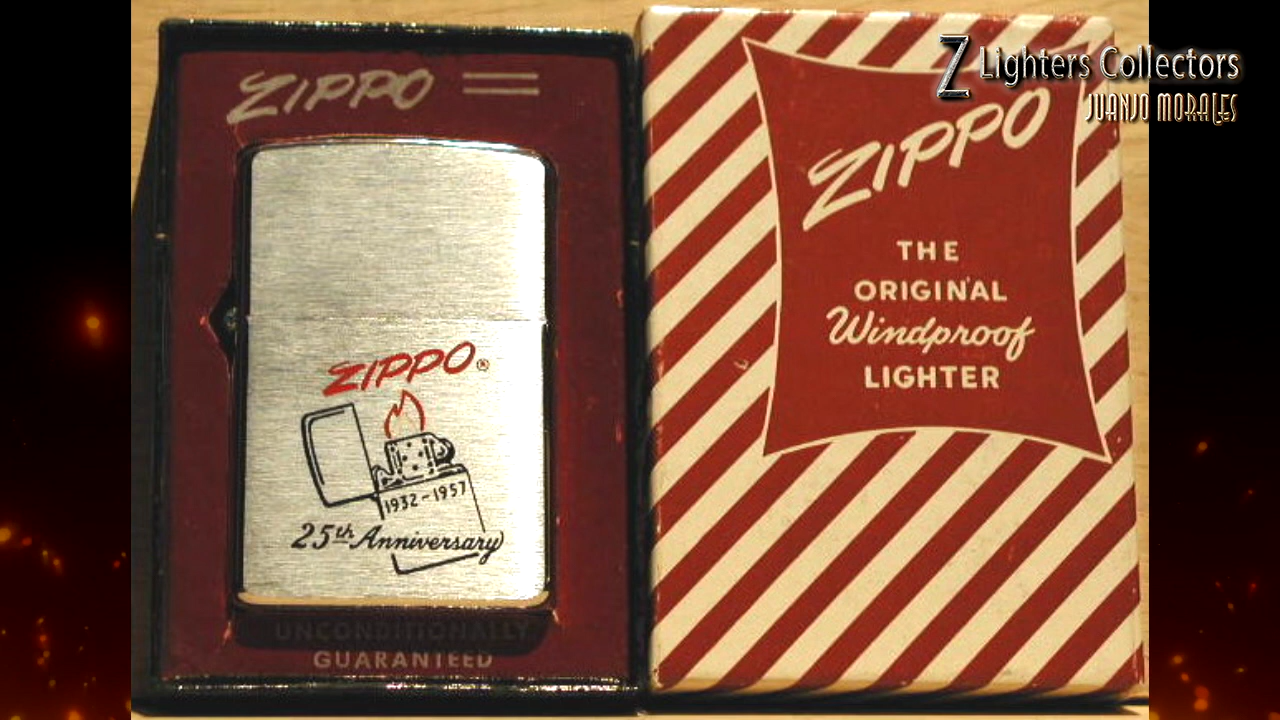 ZIPPO
ZIPPO®
1932-1957
25th Anniversary
UNCONDITIONALLY
GUARANTEED
ZIPPO
THE
ORIGINAL
Windproof
LIGHTER
Z Lighters Collectors
JUANJO MORALES